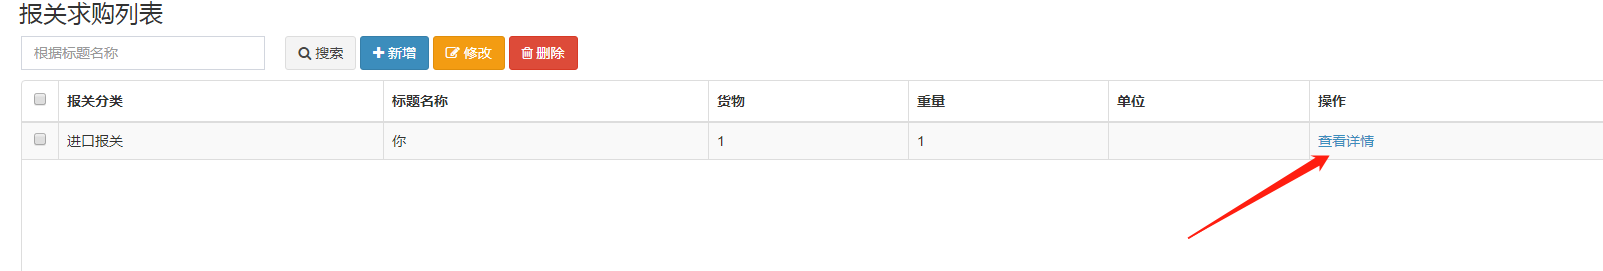 报关求购列表
根据标题名称 搜索 新增 修改 删除
报关分类 标题名称 货物 重量 单位 操作
进口报关 你 1 1 查看详情